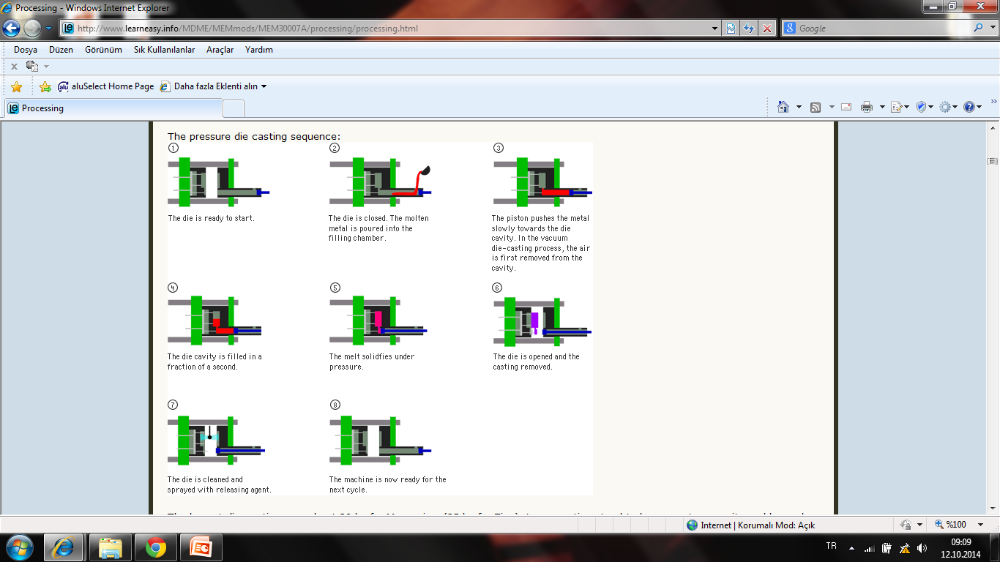 Processing - Windows Internet Explorer
http://www.learneasy.info/MDME/MEMmods/MEM30007A/processing/processing.html
Google
Dosya Düzen Görünüm Sık Kullanılanlar Araçlar Yardım
aluSelect Home Page Daha fazla Eklenti alın
Processing
The pressure die casting sequence:
1 2 3
The die is ready to start.
The die is closed. The molten
metal is poured into the
filling chamber.
The piston pushes the metal
slowly towards the die
cavity. In the vacuum
die-casting process, the air
is first removed from the
cavity.
4 5 6
The die cavity is filled in a
fraction of a second.
The melt solidfies under
pressure.
The die is opened and the
casting removed.
7 8
The die is cleaned and
sprayed with releasing agent.
The machine is now ready for the
next cycle.
Internet | Korumalı Mod: Açık
%100
TR
09:09
12.10.2014